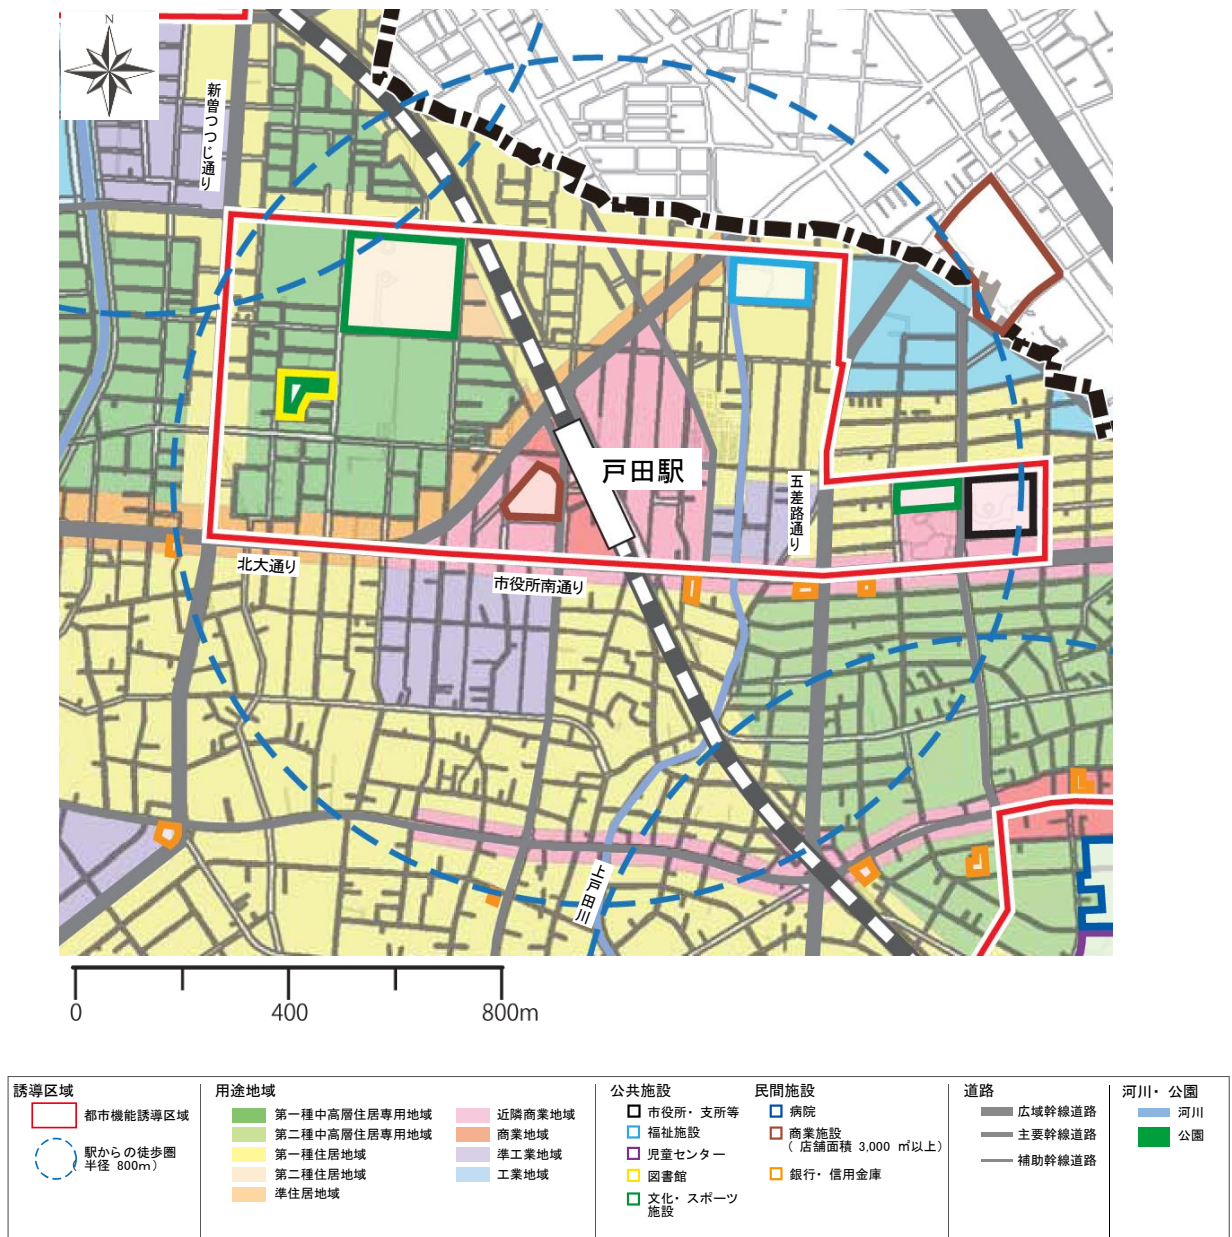 N
新曽つつじ通り
戸田駅
五差路通り
北大通り
市役所南通り
上戸田川
0 400 800m
誘導区域
都市機能誘導区域
駅からの徒歩圏
(半径 800m)
用途地域
第一種中高層住居専用地域
第二種中高層住居専用地域
第一種住居地域
第二種住居地域
準住居地域
近隣商業地域
商業地域
準工業地域
工業地域
公共施設
市役所・支所等
福祉施設
児童センター
図書館
文化・スポーツ
施設
民間施設
病院
商業施設
(店舗面積 3,000 ㎡以上)
銀行・信用金庫
道路
広域幹線道路
主要幹線道路
補助幹線道路
河川・公園
河川
公園